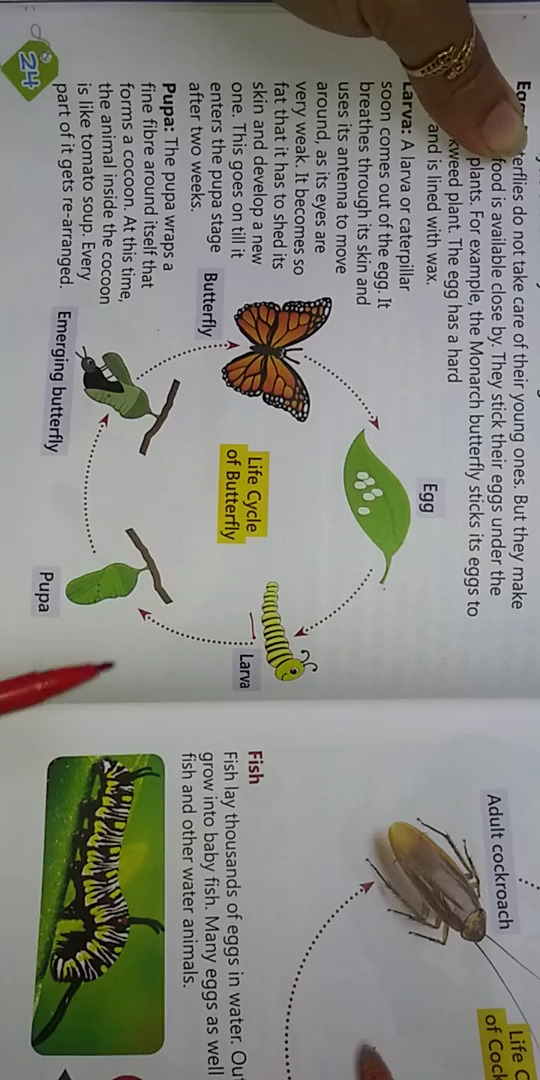 terflies do not take care of their young ones. But they make
food is available close by. They stick their eggs under the
plants. For example, the Monarch butterfly sticks its eggs to
plant. The egg has a hard
and is lined with wax.
Larva: A larva or caterpillar
soon comes out of the egg. It
breathes through its skin and
uses its antenna to move
around, as its eyes are
very weak. It becomes so
fat that it has to shed its
skin and develop a new
one. This goes on till it
enters the pupa stage
after two weeks.
Pupa: The pupa wraps a
fine fibre around itself that
forms a cocoon. At this time,
the animal inside the cocoon
is like tomato soup. Every
part of it gets re-arranged.
Egg
Life Cycle
of Butterfly
Butterfly
Larva
Emerging butterfly
Pupa
24
Adult cockroach
Life
of
Fish
Fish lay thousands of eggs in water.
grow into baby fish. Many eggs as well
fish and other water animals.